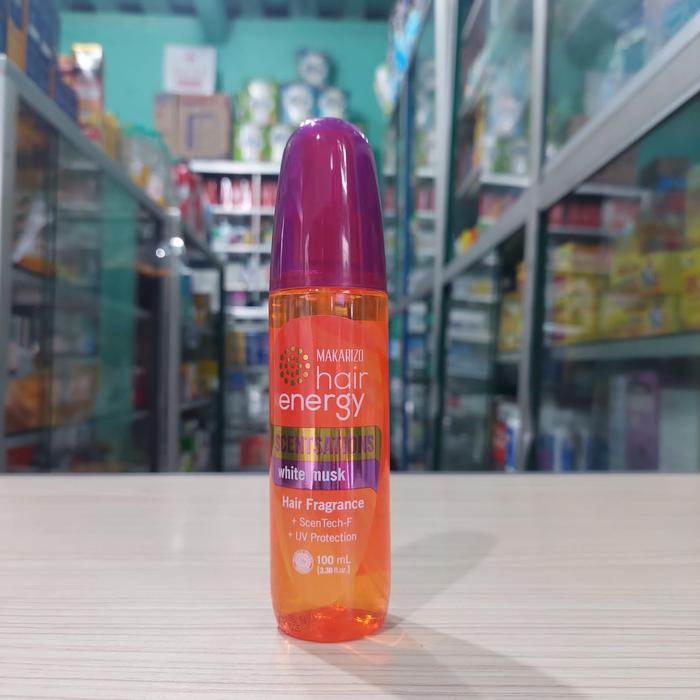 MAKARIZO
hair
energy
SCENTSATIONS
white musk
Hair Fragrance
+ ScenTech-F
+ UV Protection
100 mL
(3.38 fl.oz.)